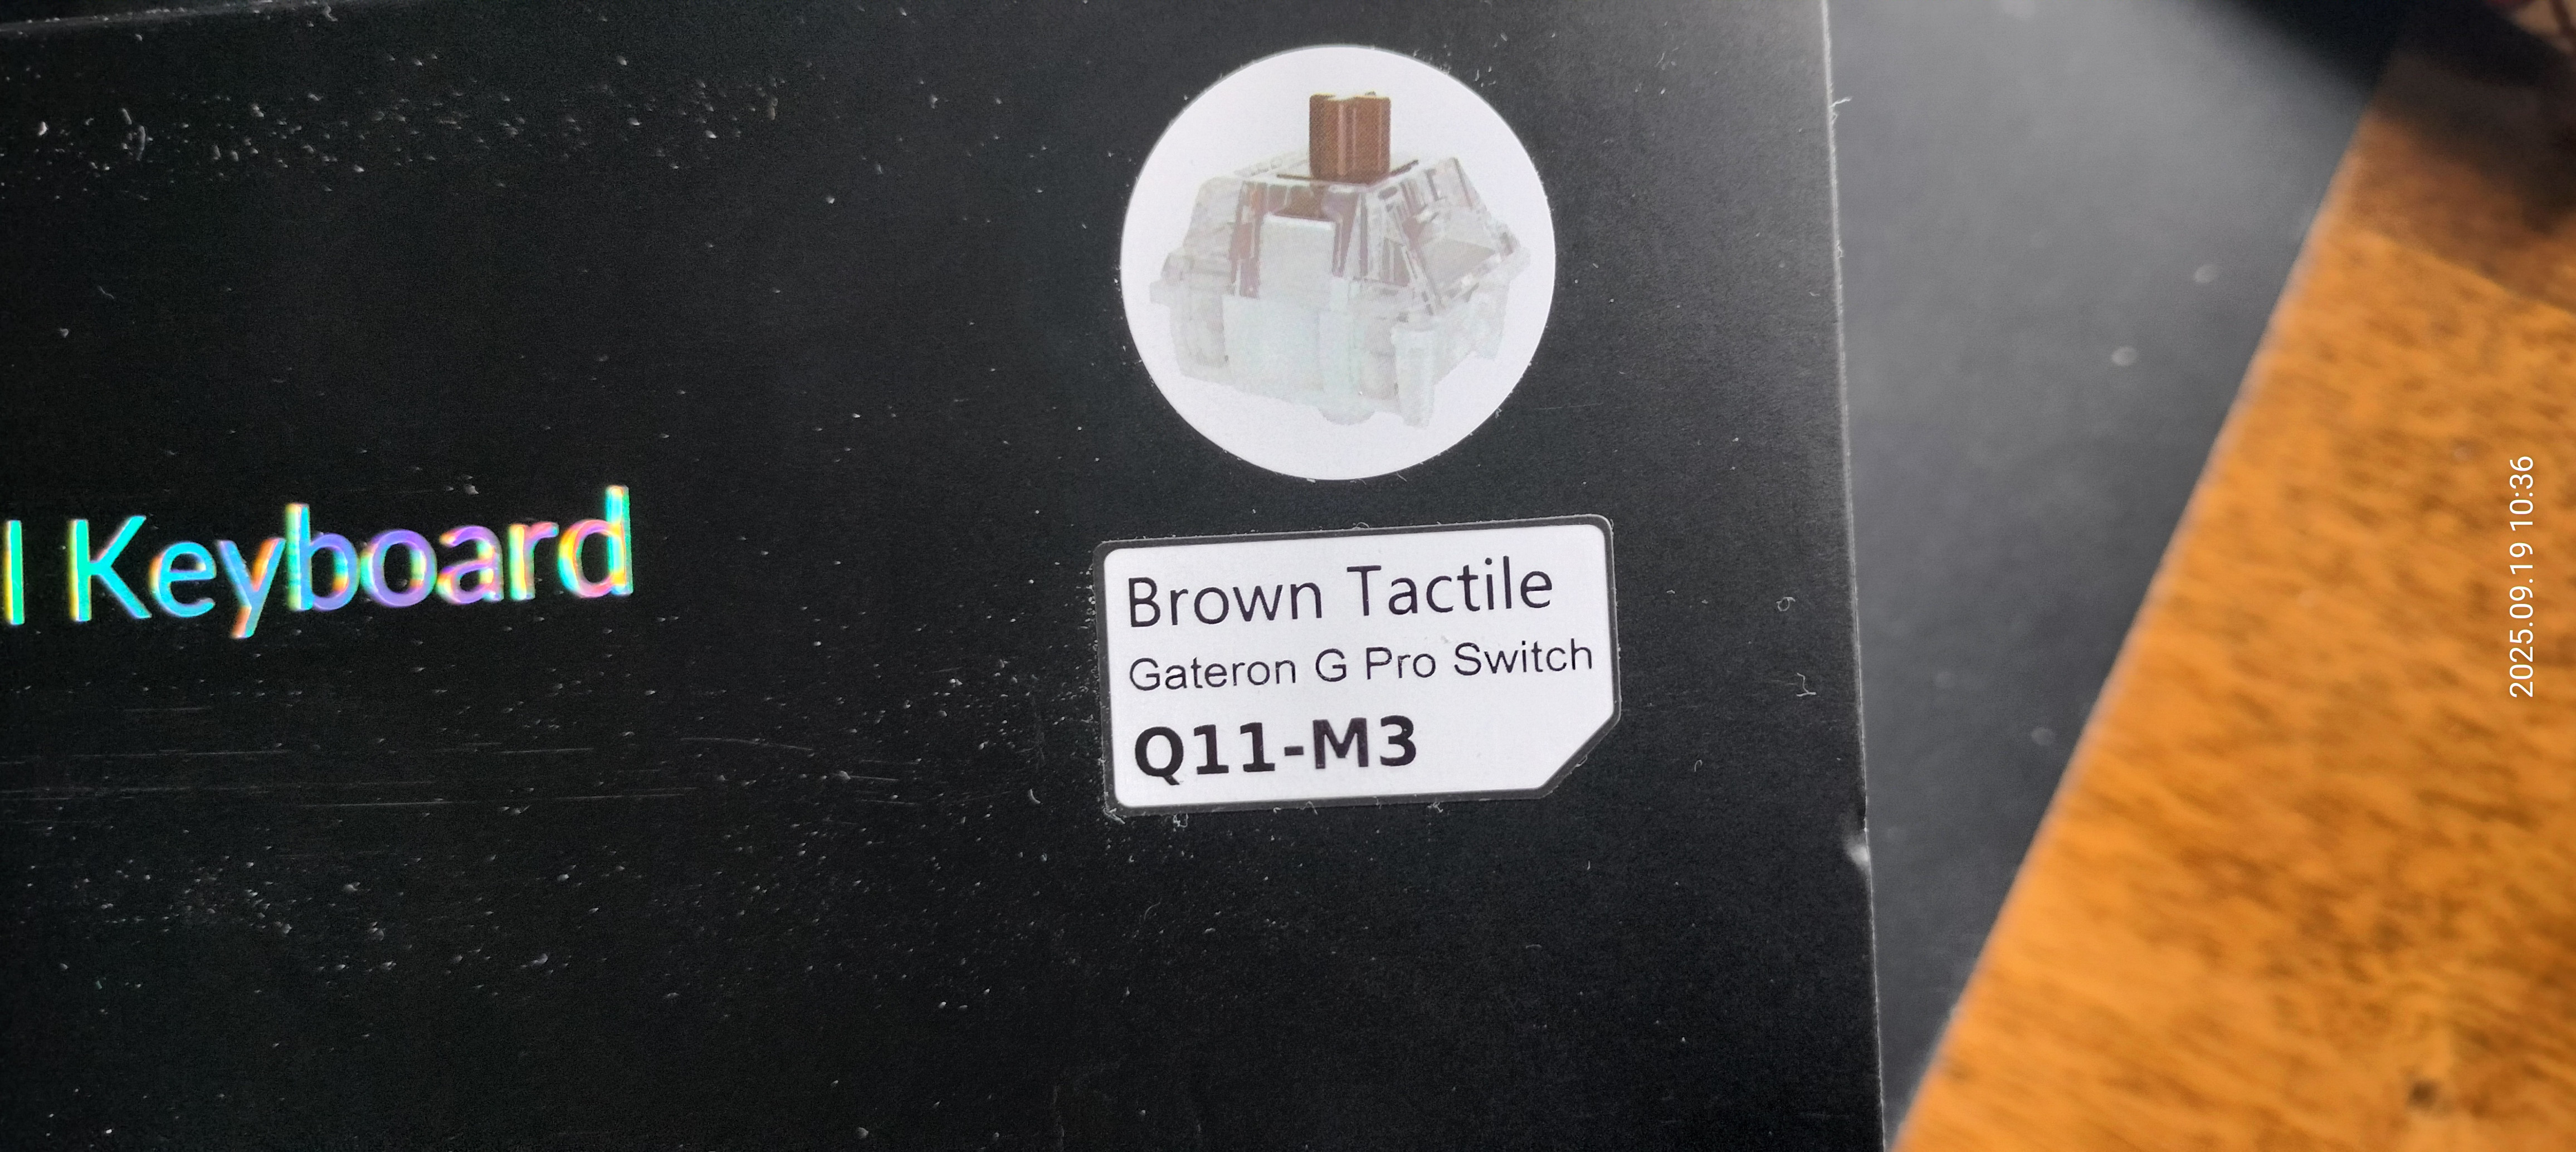 l Keyboard
Brown Tactile
Gateron G Pro Switch
Q11-M3
2025.09.19 10:36